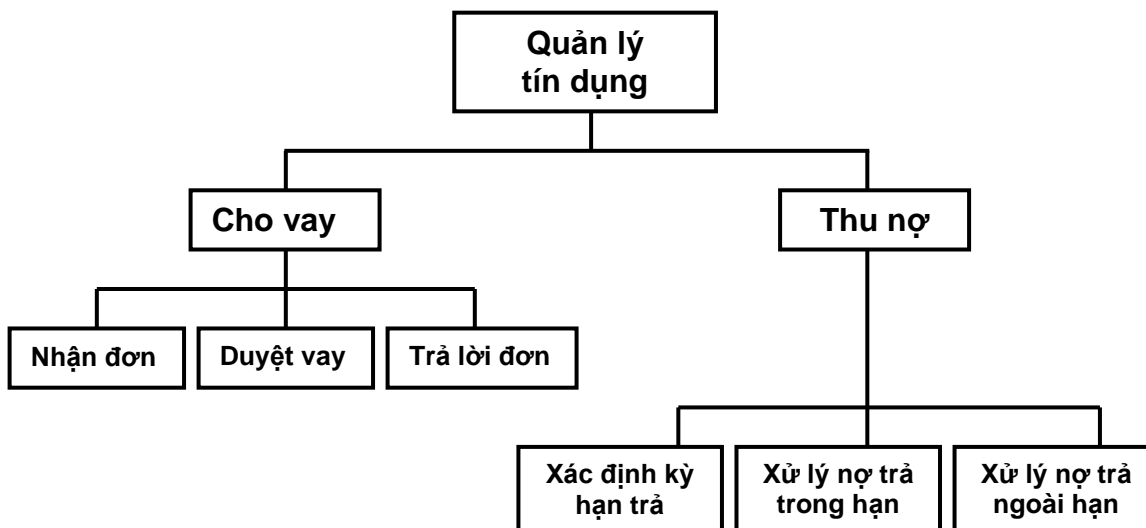 Quản lý
tín dụng
Cho vay
Thu nợ
Nhận đơn
Duyệt vay
Trả lời đơn
Xác định kỳ
hạn trả
Xử lý nợ trả
trong hạn
Xử lý nợ trả
ngoài hạn